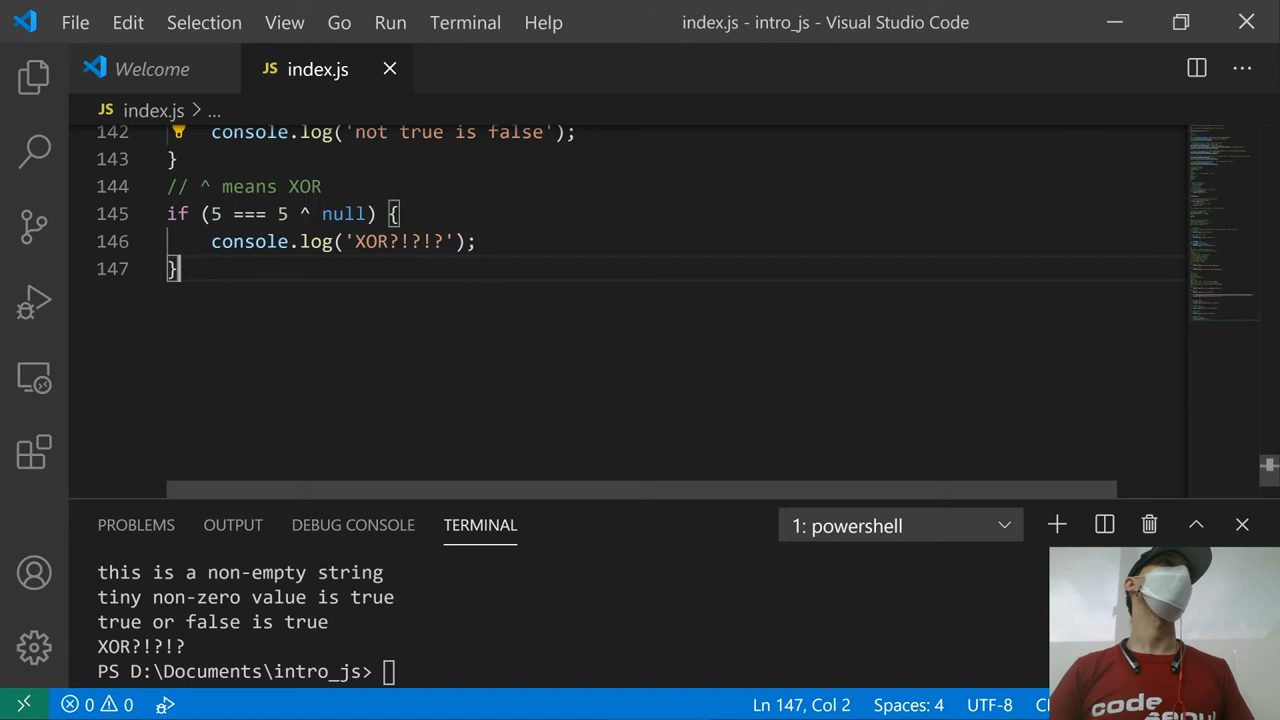 File Edit Selection View Go Run Terminal Help index.js - intro_js - Visual Studio Code
Welcome JS index.js
JS index.js > ...
142 console.log('not true is false');
143 }
144 // ^ means XOR
145 if (5 === 5 ^ null) {
146 console.log('XOR?!?!?');
147 }
PROBLEMS OUTPUT DEBUG CONSOLE TERMINAL 1: powershell
this is a non-empty string
tiny non-zero value is true
true or false is true
XOR?!?!?
PS D:\Documents\intro_js>
code
0 0 Ln 147, Col 2 Spaces: 4 UTF-8